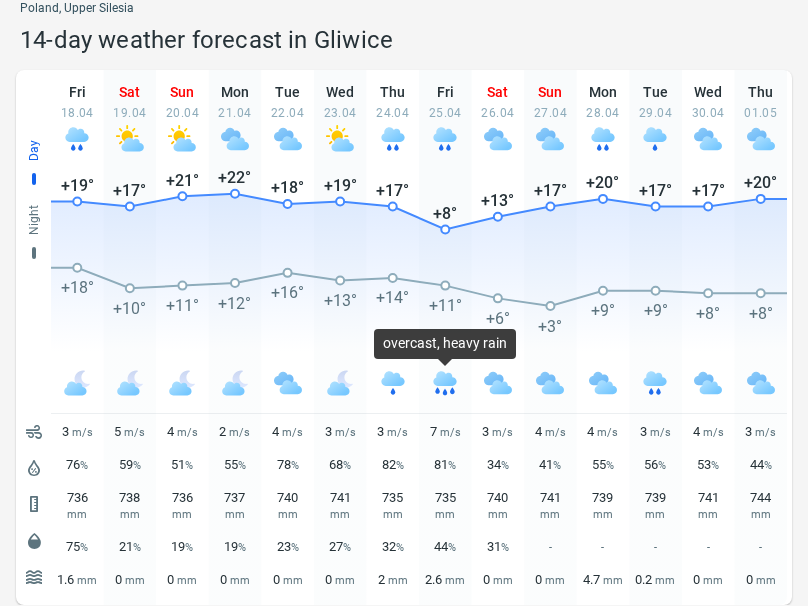 Poland, Upper Silesia
14-day weather forecast in Gliwice
Fri Sat Sun Mon Tue Wed Thu Fri Sat Sun Mon Tue Wed Thu
18.04 19.04 20.04 21.04 22.04 23.04 24.04 25.04 26.04 27.04 28.04 29.04 30.04 01.05
Day
+19° +17° +21° +22° +18° +19° +17° +8° +13° +17° +20° +17° +17° +20°
Night
+18° +10° +11° +12° +16° +13° +14° +11° +6° +3° +9° +9° +8° +8°
overcast, heavy rain
3 m/s 5 m/s 4 m/s 2 m/s 4 m/s 3 m/s 3 m/s 7 m/s 3 m/s 4 m/s 4 m/s 3 m/s 4 m/s 3 m/s
76% 59% 51% 55% 78% 68% 82% 81% 34% 41% 55% 56% 53% 44%
736 738 736 737 740 741 735 735 740 741 739 739 741 744
mm mm mm mm mm mm mm mm mm mm mm mm mm mm
75% 21% 19% 19% 23% 27% 32% 44% 31% - - - - -
1.6 mm 0 mm 0 mm 0 mm 0 mm 0 mm 2 mm 2.6 mm 0 mm 0 mm 4.7 mm 0.2 mm 0 mm 0 mm